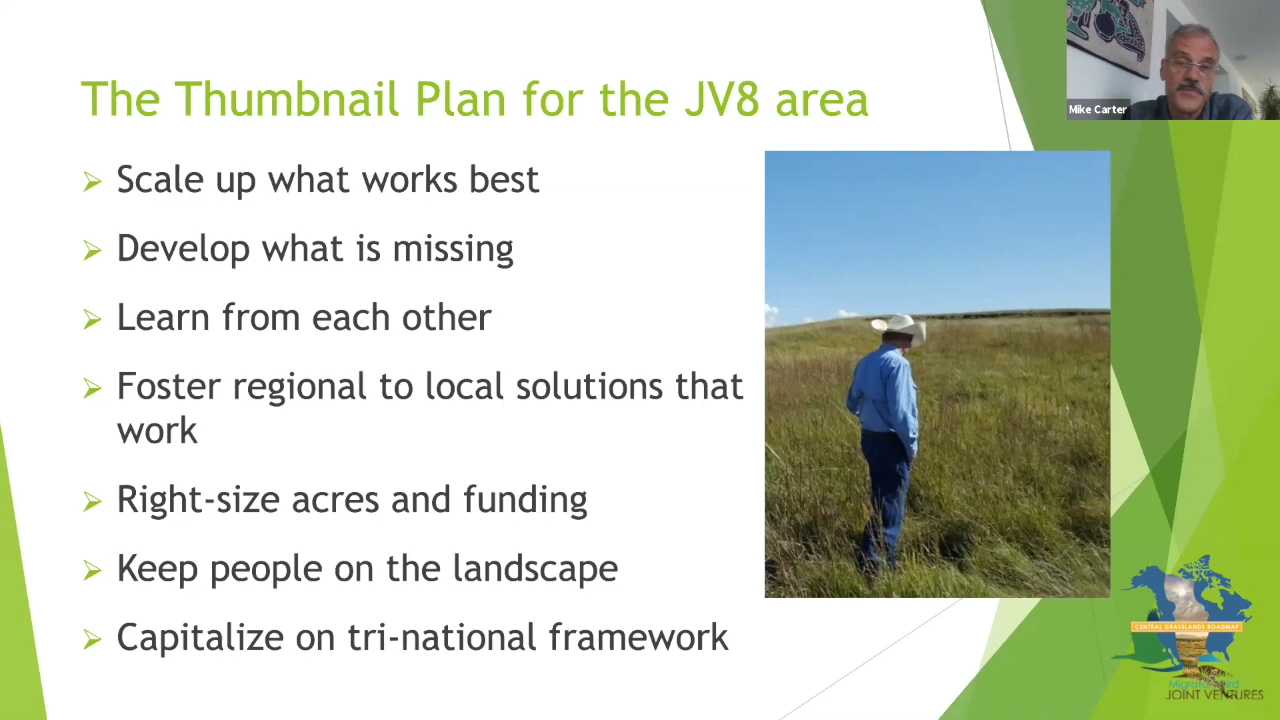 The Thumbnail Plan for the JV8 area
Mike Carter
Scale up what works best
Develop what is missing
Learn from each other
Foster regional to local solutions that
work
Right-size acres and funding
Keep people on the landscape
Capitalize on tri-national framework
CENTRAL GRASSLANDS ROADMAP
Migratory Bird
JOINT VENTURES